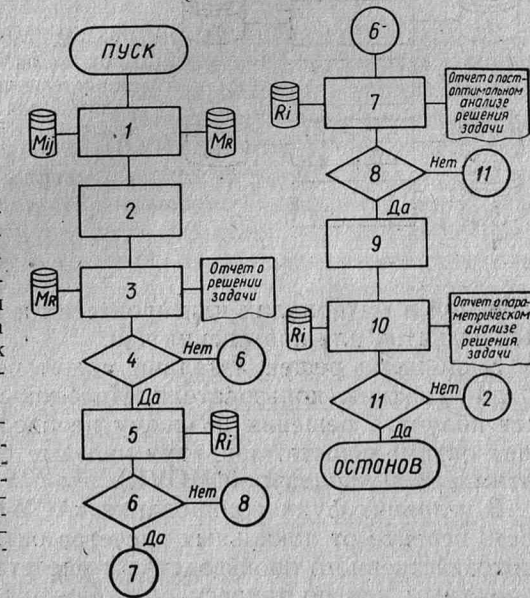 ПУСК
1
Mij
MR
2
3
MR
Отчет о
решении
задачи
4
Нет
6
Да
5
Ri
6
Нет
8
Да
7
6
7
Ri
Отчет о пост-
оптимальном
анализе
решения
задачи
8
Нет
11
Да
9
10
Ri
Отчет о пара-
метрическом
анализе
решения
задачи
11
Нет
2
Да
ОСТАНОВ